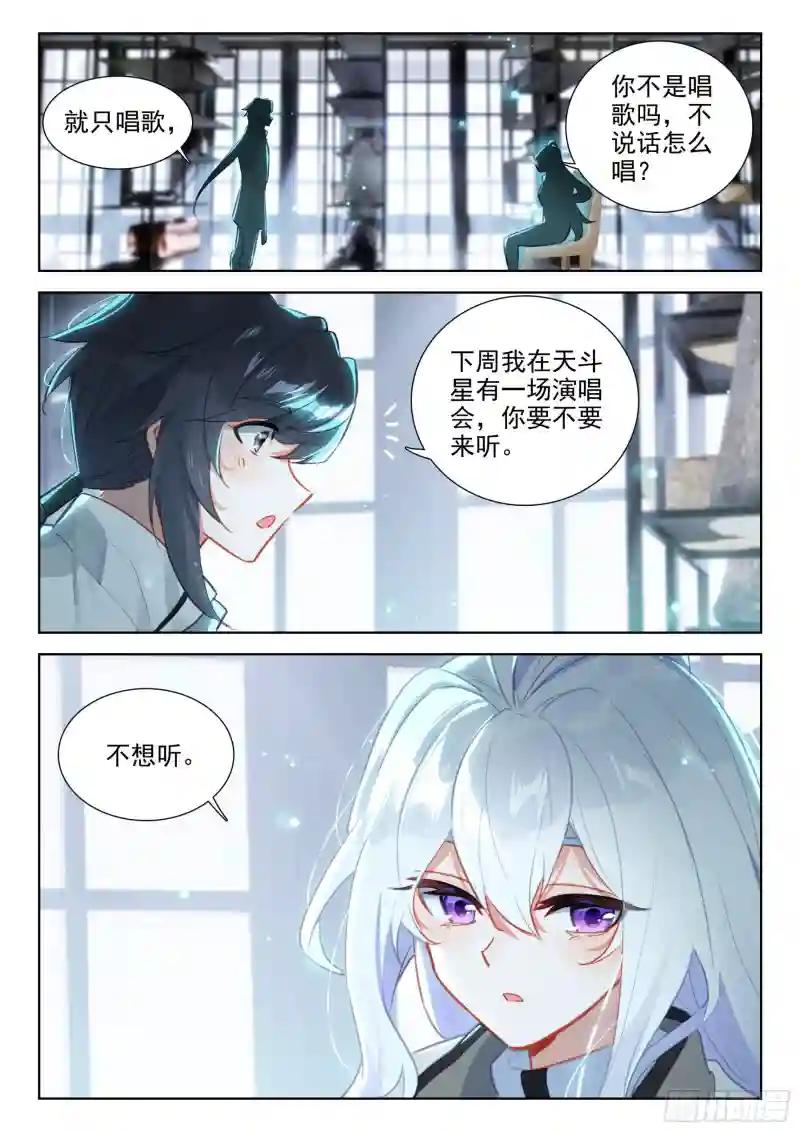 就只唱歌，
你不是唱
歌吗，不
说话怎么
唱？
下周我在天斗
星有一场演唱
会，你要不要
来听。
不想听。